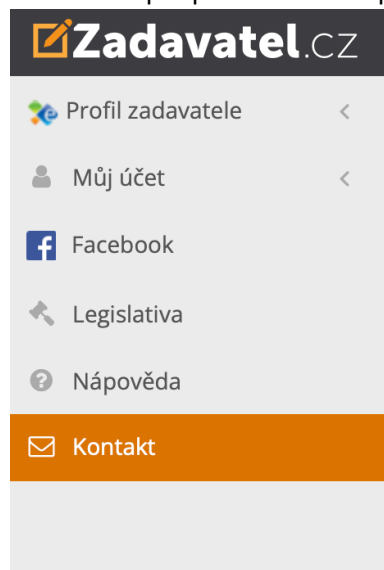 Zadavatel.cz
Profil zadavatele
Můj účet
Facebook
Legislativa
Nápověda
Kontakt